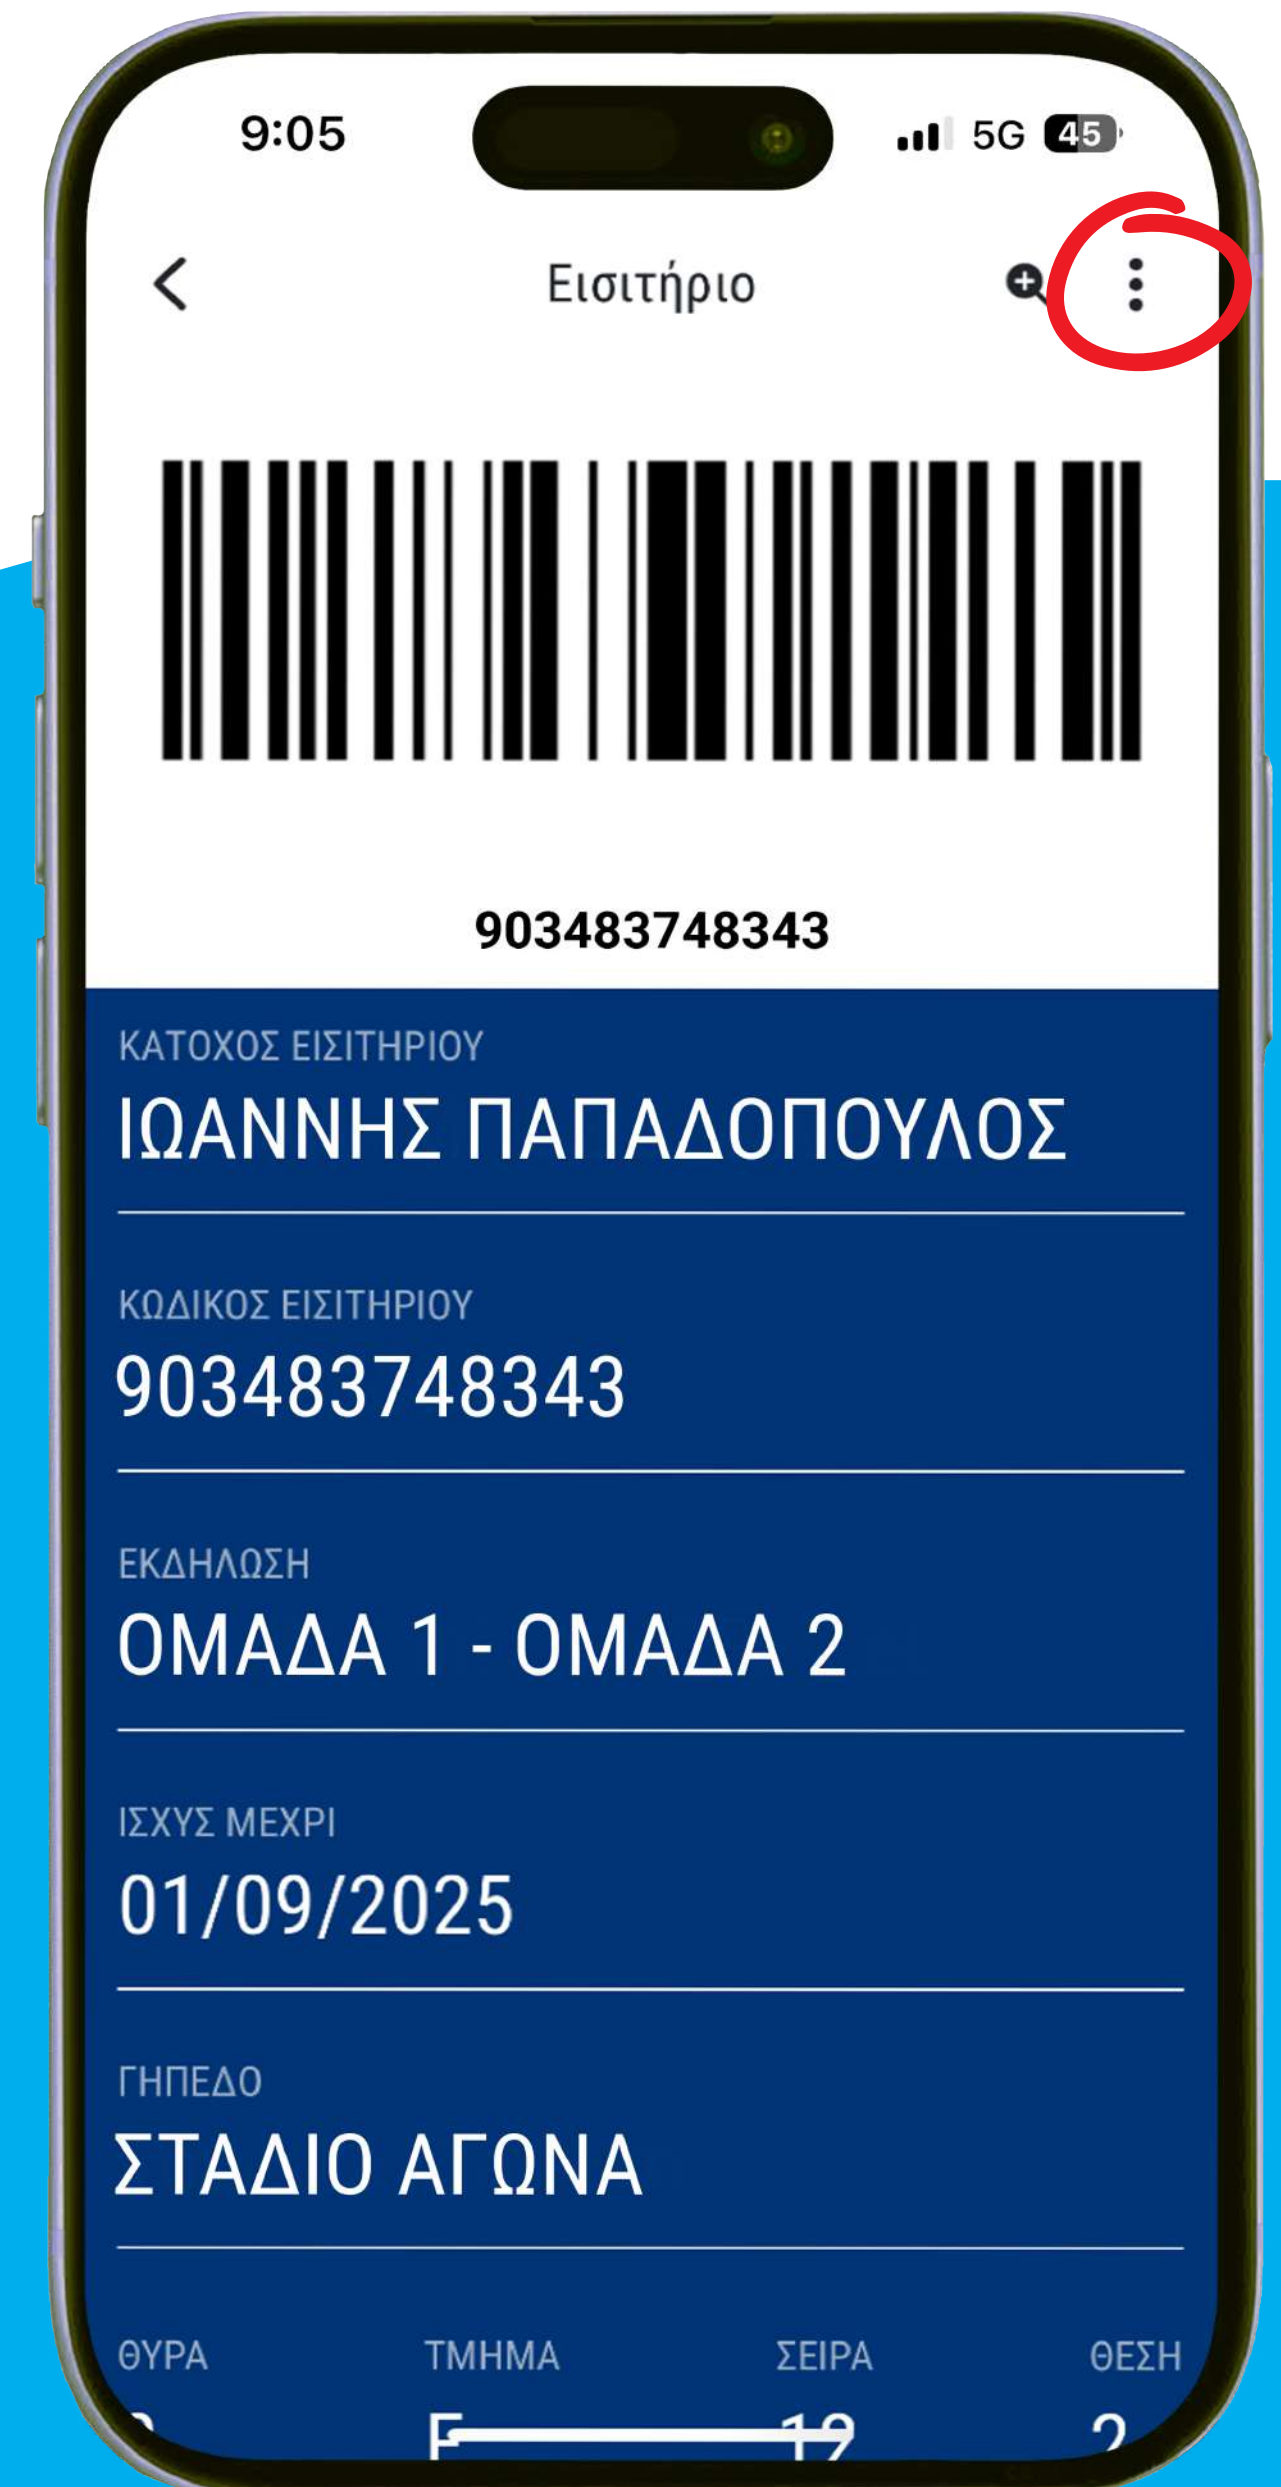 9:05 5G 45
Εισιτήριο
903483748343
ΚΑΤΟΧΟΣ ΕΙΣΙΤΗΡΙΟΥ
ΙΩΑΝΝΗΣ ΠΑΠΑΔΟΠΟΥΛΟΣ
ΚΩΔΙΚΟΣ ΕΙΣΙΤΗΡΙΟΥ
903483748343
ΕΚΔΗΛΩΣΗ
ΟΜΑΔΑ 1 - ΟΜΑΔΑ 2
ΙΣΧΥΣ ΜΕΧΡΙ
01/09/2025
ΓΗΠΕΔΟ
ΣΤΑΔΙΟ ΑΓΩΝΑ
ΘΥΡΑ ΤΜΗΜΑ ΣΕΙΡΑ ΘΕΣΗ